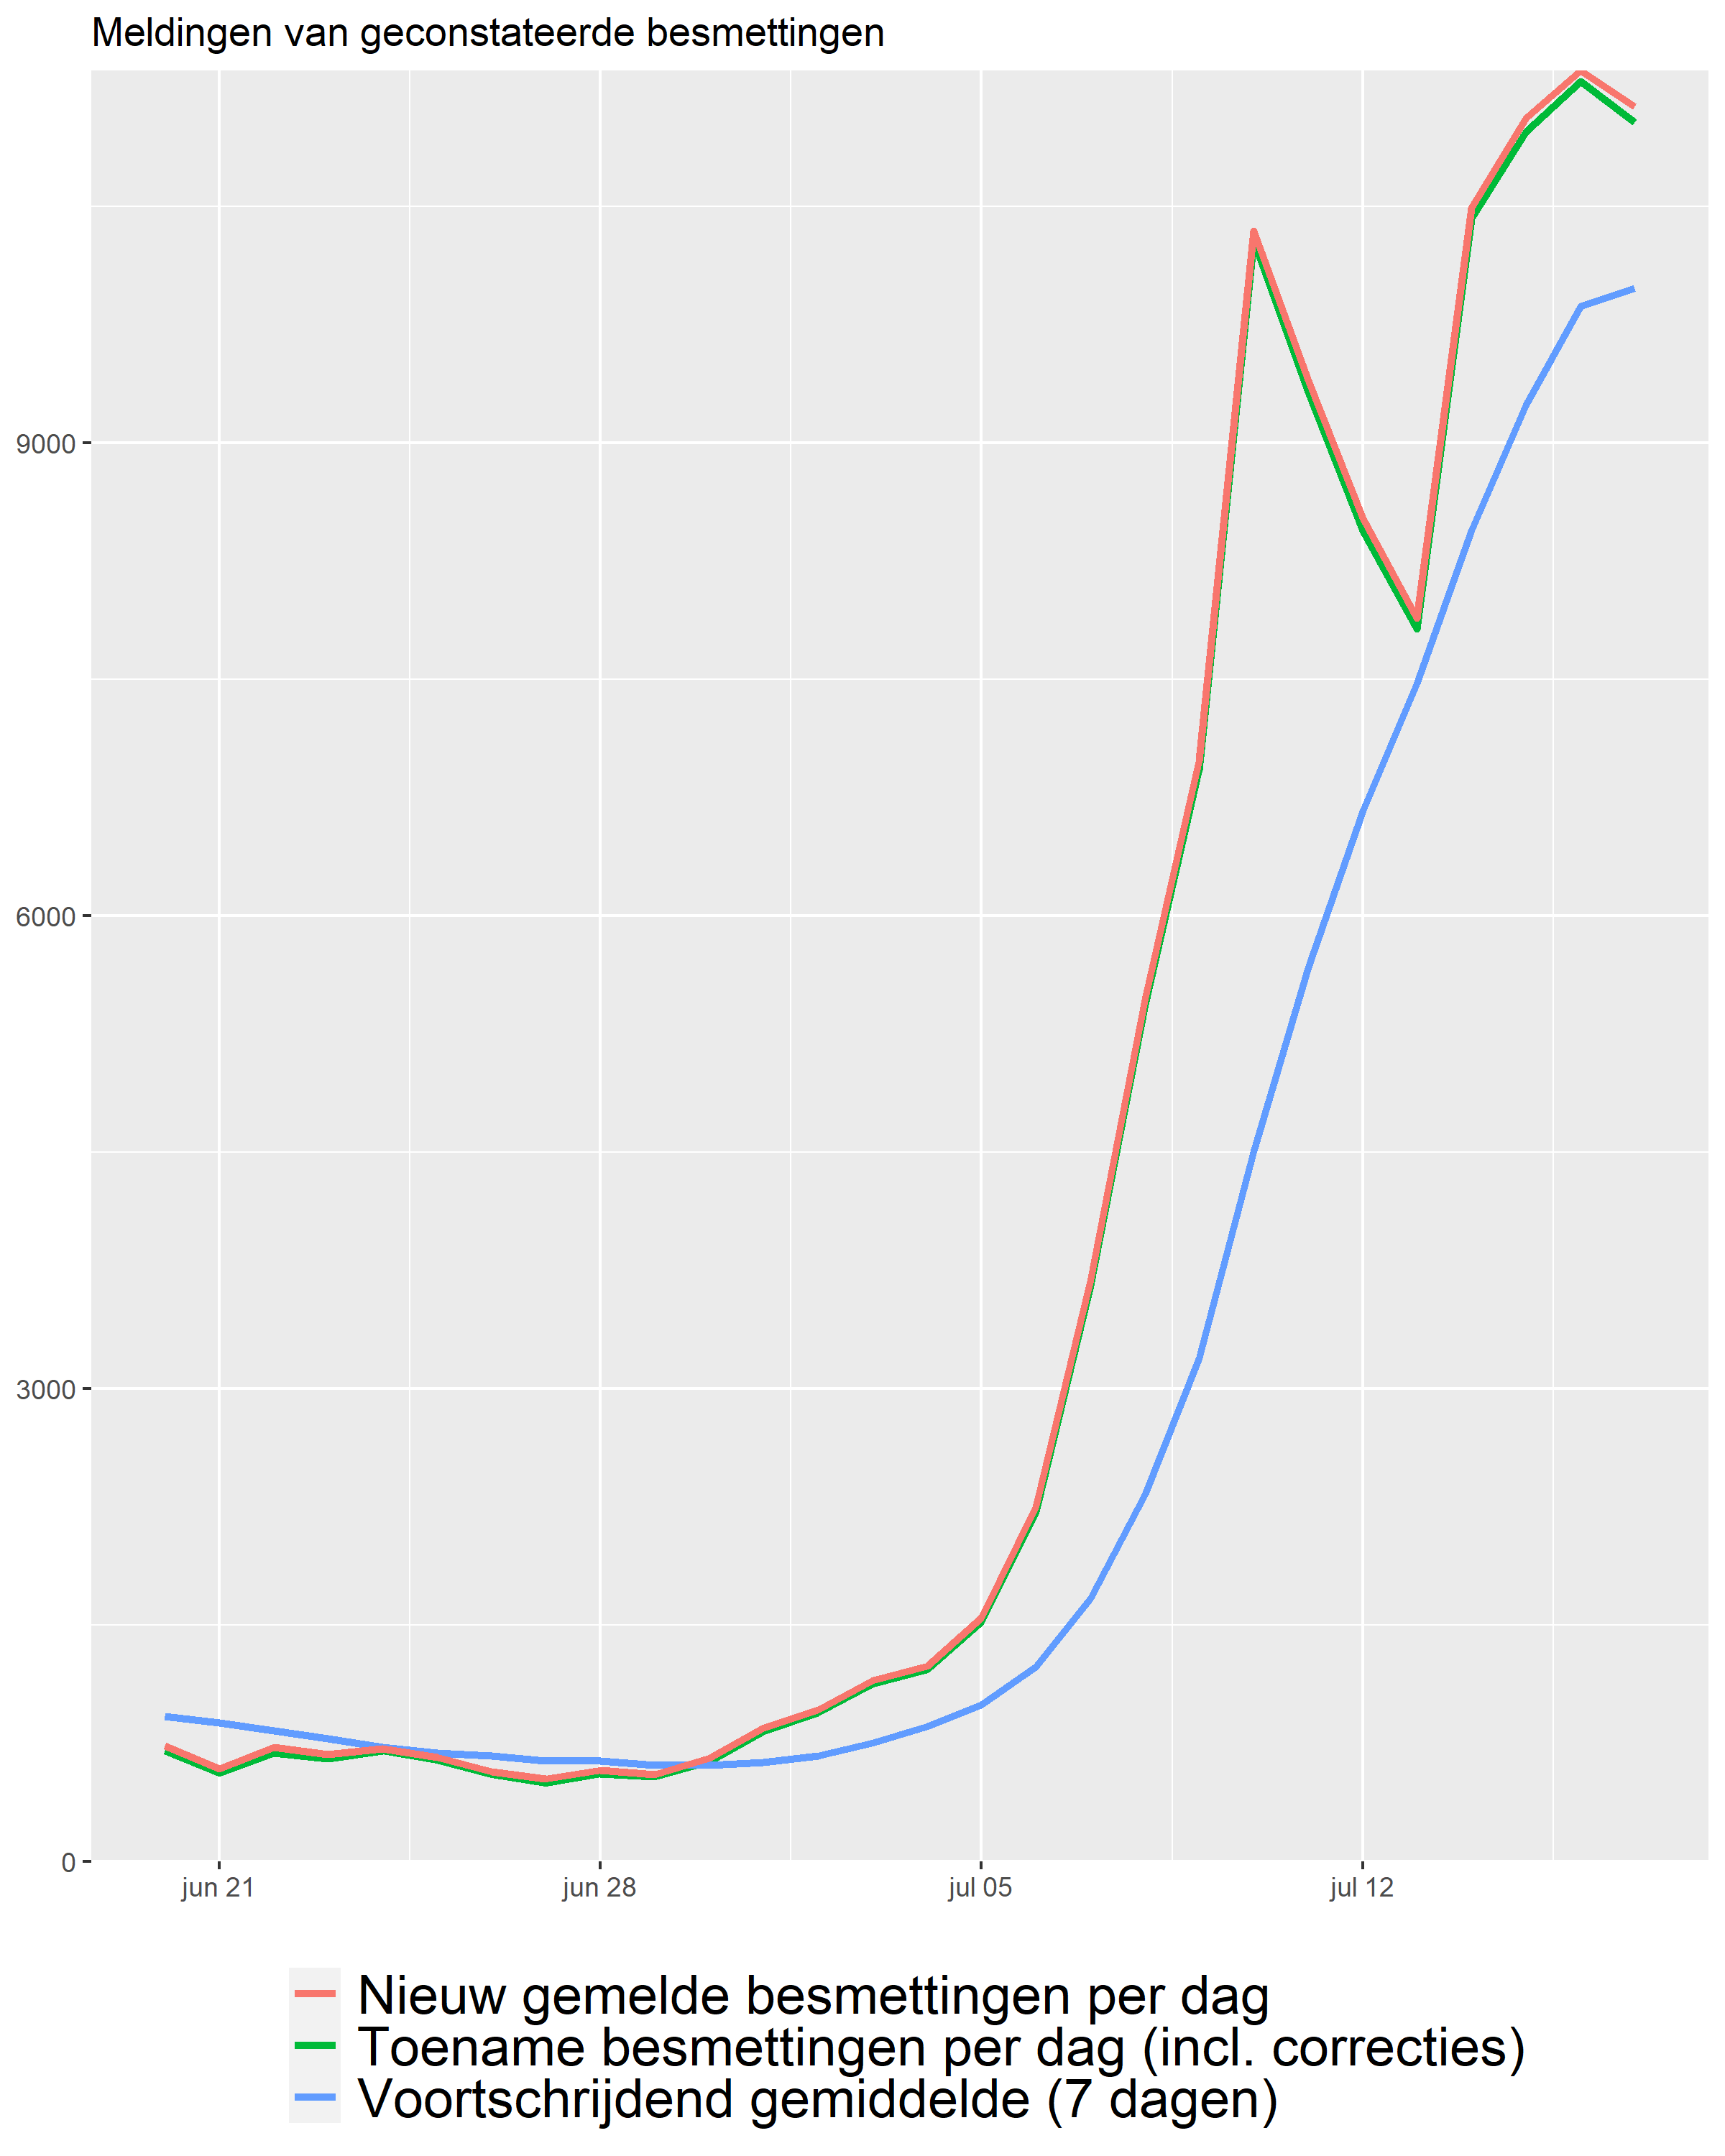 Meldingen van geconstateerde besmettingen
9000
6000
3000
0
jun 21 jun 28 jul 05 jul 12
Nieuw gemelde besmettingen per dag
Toename besmettingen per dag (incl. correcties)
Voortschrijdend gemiddelde (7 dagen)